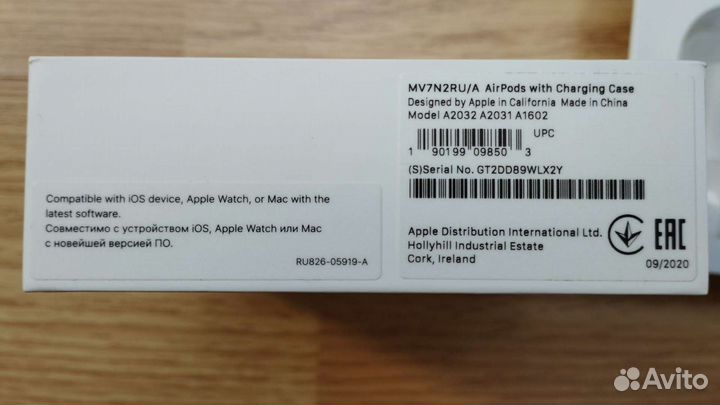 Compatible with iOS device, Apple Watch, or Mac with the
latest software.
Совместимо с устройством iOS, Apple Watch или Mac
с новейшей версией ПО.
RU826-05919-A
MV7N2RU/A AirPods with Charging Case
Designed by Apple in California Made in China
Model A2032 A2031 A1602
UPC
1 90199 09850 3
(S)Serial No. GT2DD89WLX2Y
Apple Distribution International Ltd.
Hollyhill Industrial Estate
Cork, Ireland
EAC
09/2020
Avito